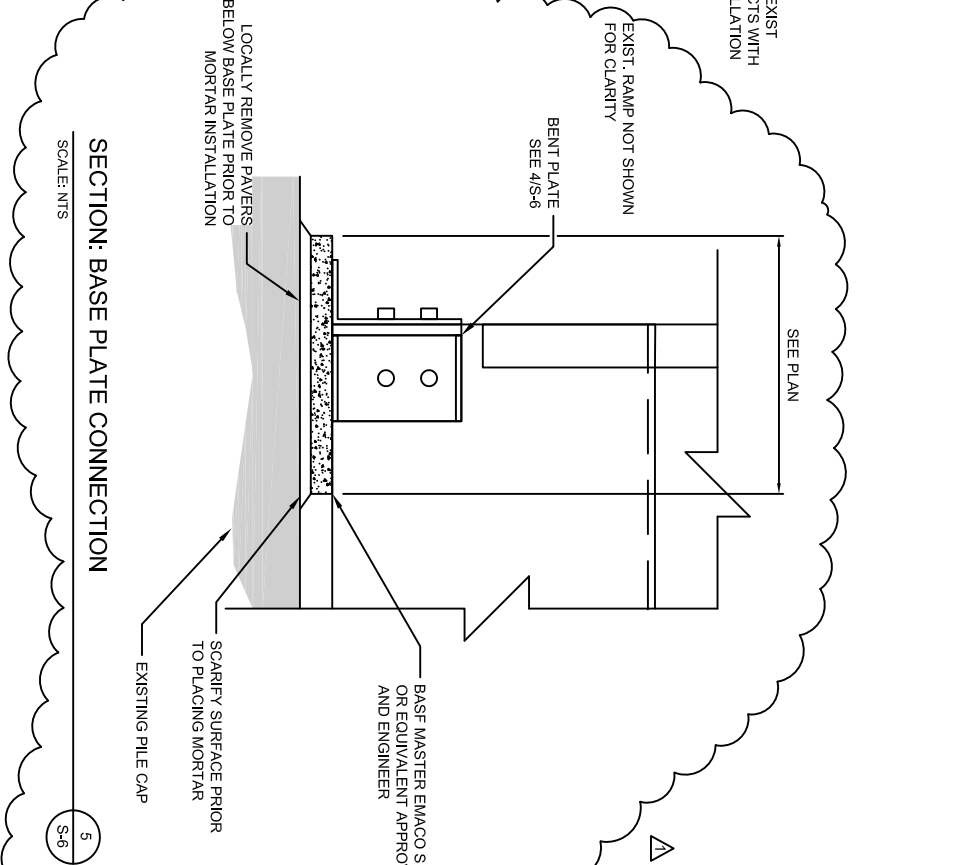 EXIST
CTS WITH
LLATION
EXIST. RAMP NOT SHOWN
FOR CLARITY
BENT PLATE
SEE 4/S-6
SEE PLAN
LOCALLY REMOVE PAVERS
BELOW BASE PLATE PRIOR TO
MORTAR INSTALLATION
BASF MASTER EMACO S
OR EQUIVALENT APPRO
AND ENGINEER
SCARIFY SURFACE PRIOR
TO PLACING MORTAR
EXISTING PILE CAP
1
SECTION: BASE PLATE CONNECTION
SCALE: NTS
5
S-6